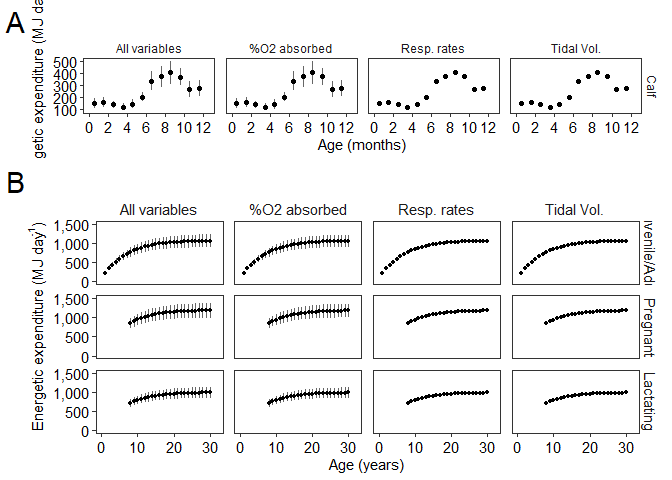 A
All variables
%O2 absorbed
Resp. rates
Tidal Vol.
500
400
300
200
100
getic expenditure (MJ da
Calf
0 2 4 6 8 10 12 0 2 4 6 8 10 12 0 2 4 6 8 10 12 0 2 4 6 8 10 12
Age (months)
B
All variables
%O2 absorbed
Resp. rates
Tidal Vol.
1,500
1,000
500
0
1,500
1,000
500
0
1,500
1,000
500
0
Energetic expenditure (MJ day⁻¹)
Pregnant
Lactating
0 10 20 30 0 10 20 30 0 10 20 30 0 10 20 30
Age (years)